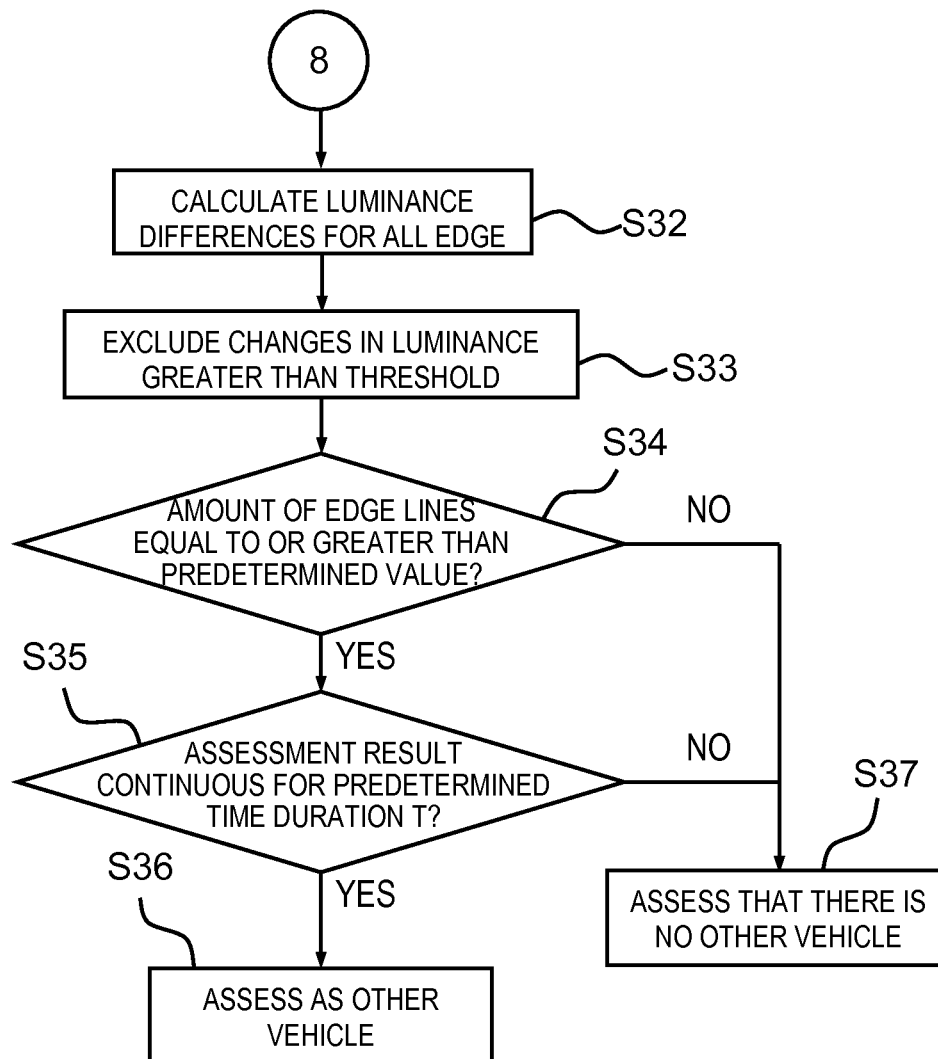 8
CALCULATE LUMINANCE
DIFFERENCES FOR ALL EDGE
S32
EXCLUDE CHANGES IN LUMINANCE
GREATER THAN THRESHOLD
S33
S34
AMOUNT OF EDGE LINES
EQUAL TO OR GREATER THAN
PREDETERMINED VALUE?
NO
YES
S35
ASSESSMENT RESULT
CONTINUOUS FOR PREDETERMINED
TIME DURATION T?
NO
S37
S36
YES
ASSESS THAT THERE IS
NO OTHER VEHICLE
ASSESS AS OTHER
VEHICLE